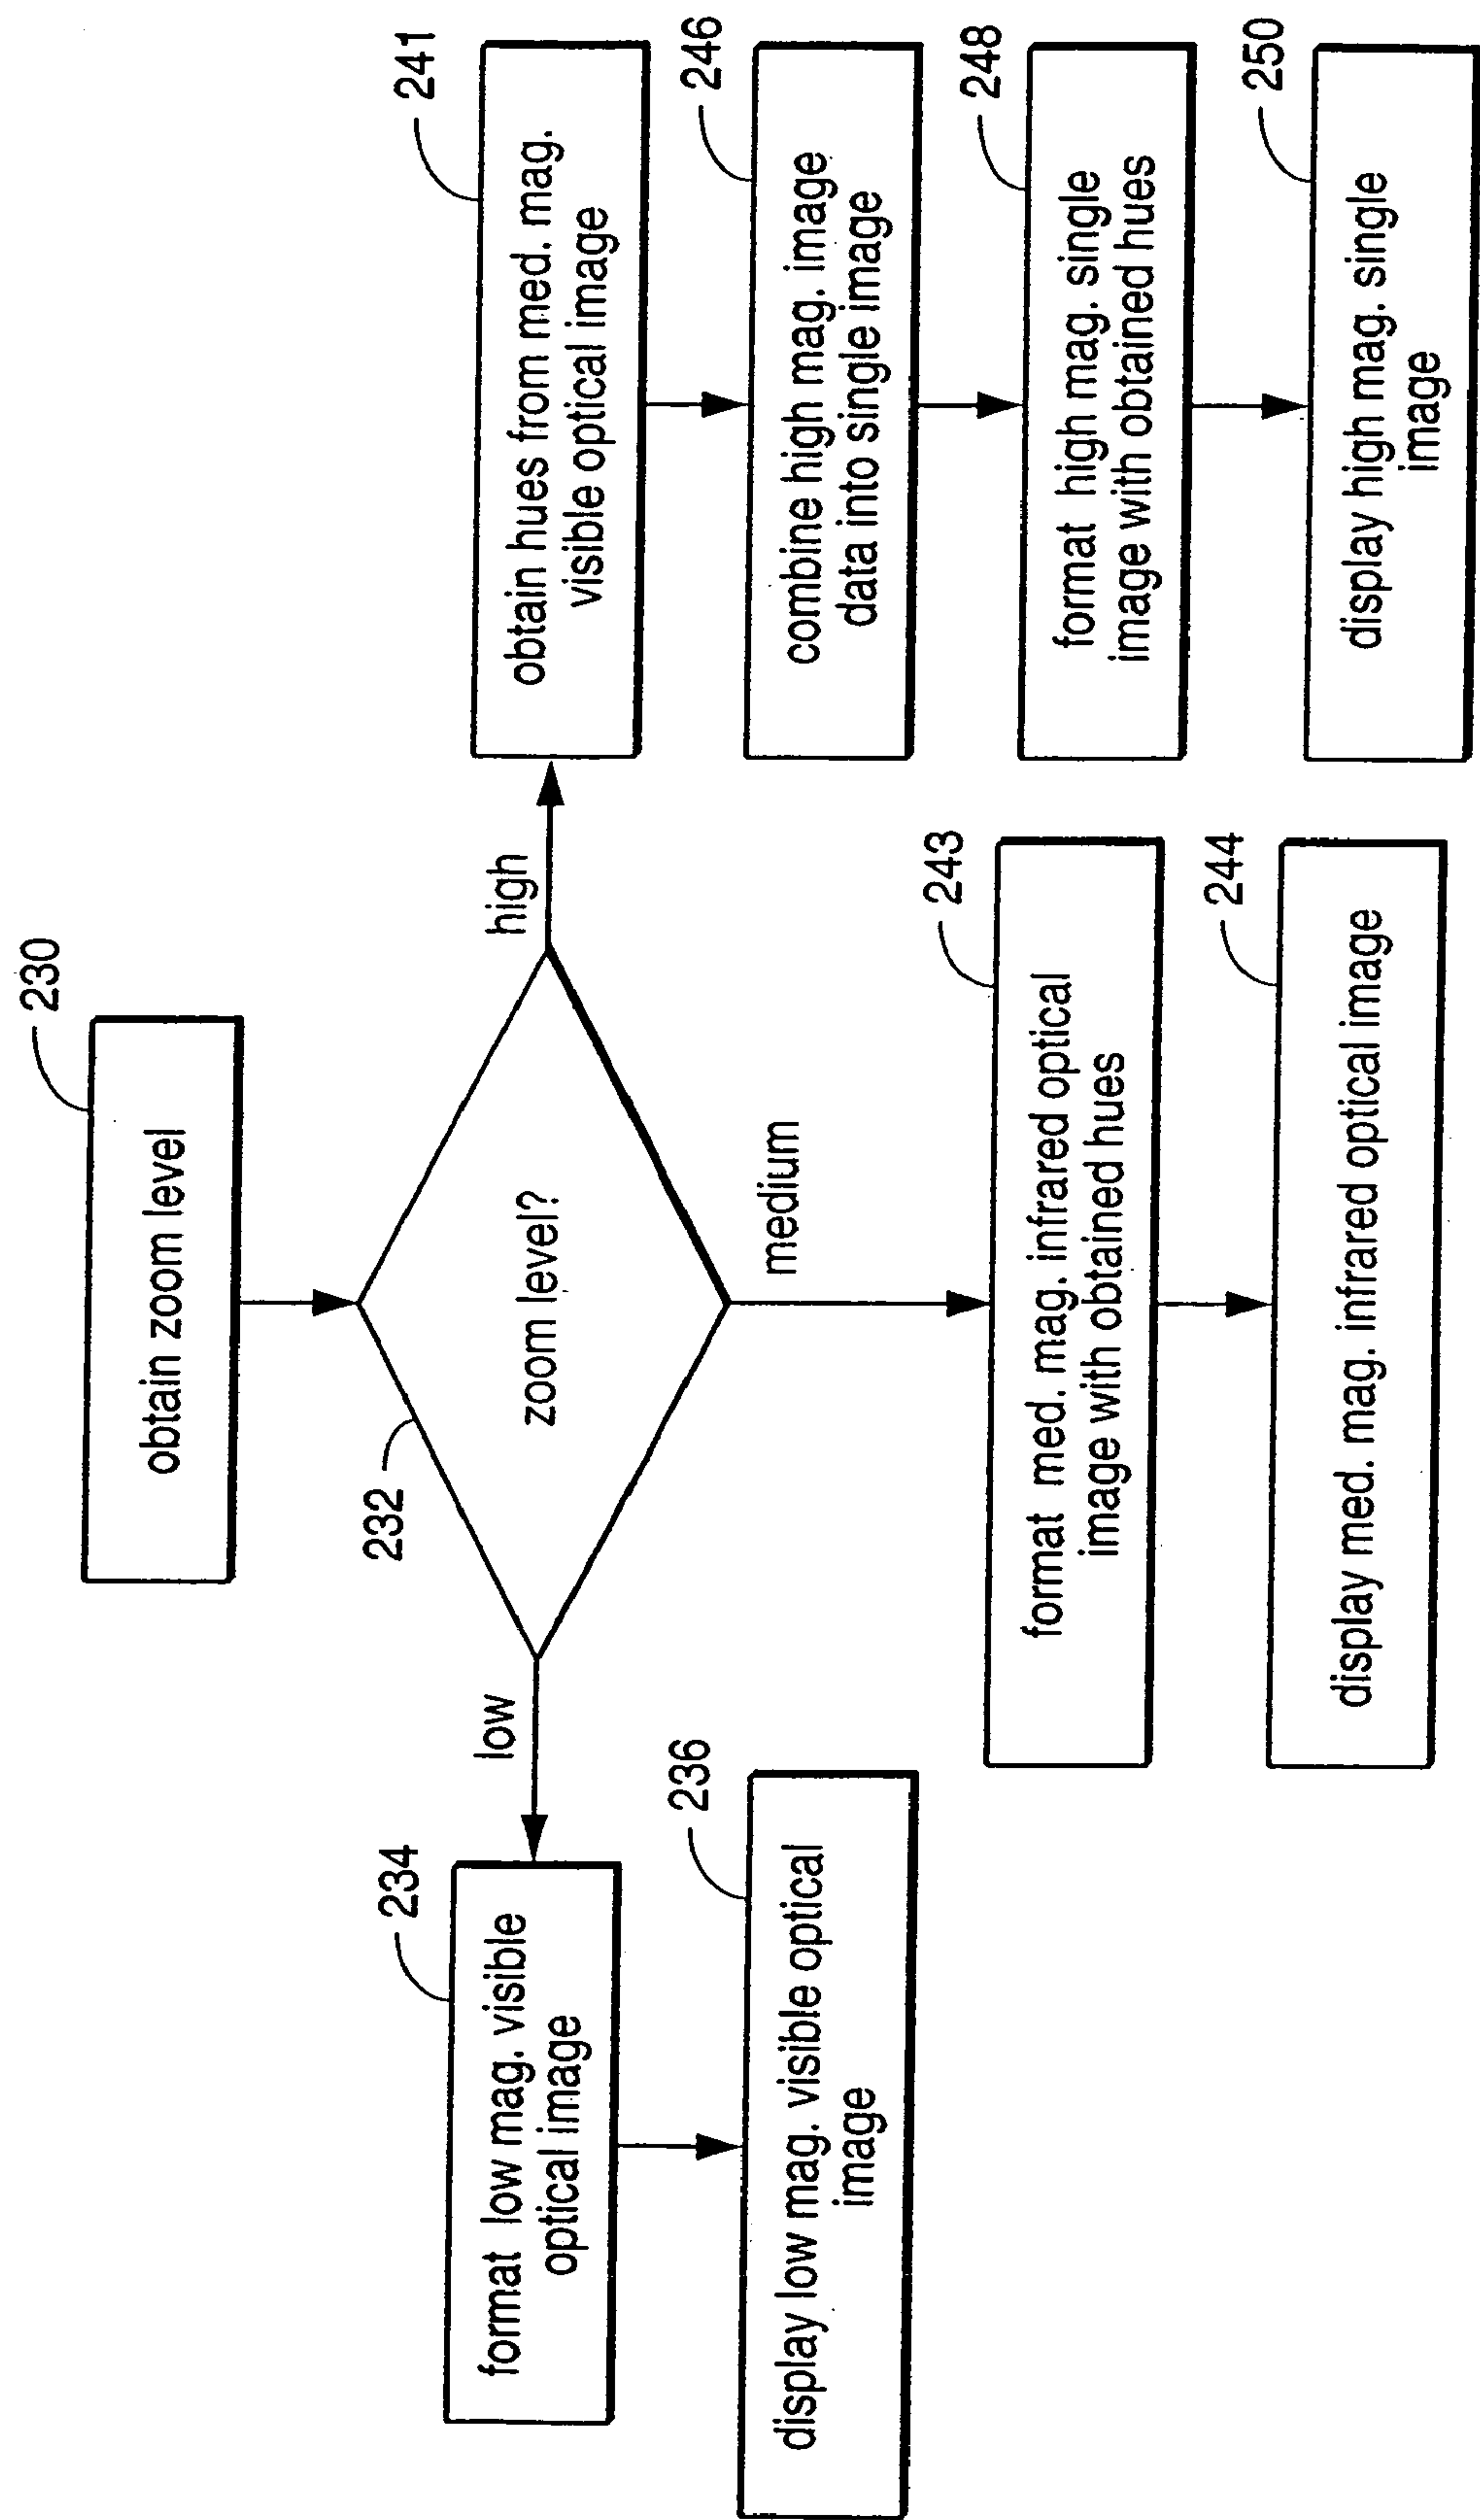 230
obtain zoom level
232
zoom level?
low
high
medium
234
format low mag. visible
optical image
236
display low mag. visible optical
image
243
format med. mag. infrared optical
image with obtained hues
244
display med. mag. infrared optical image
241
obtain hues from med. mag.
visible optical image
246
combine high mag. image
data into single image
248
format high mag. single
image with obtained hues
250
display high mag. single
image